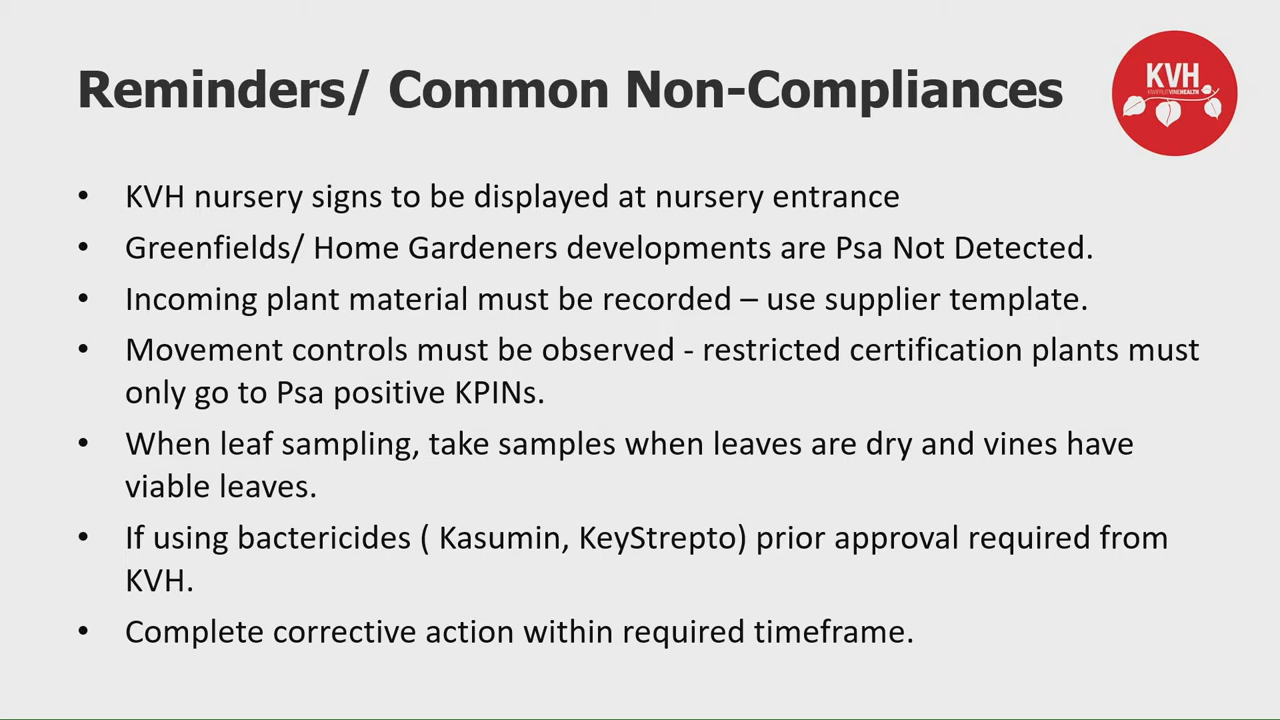 Reminders/ Common Non-Compliances
KVH
KIWIFRUIT VINE HEALTH
• KVH nursery signs to be displayed at nursery entrance
• Greenfields/ Home Gardeners developments are Psa Not Detected.
• Incoming plant material must be recorded – use supplier template.
• Movement controls must be observed - restricted certification plants must
only go to Psa positive KPINs.
• When leaf sampling, take samples when leaves are dry and vines have
viable leaves.
• If using bactericides ( Kasumin, KeyStrepto) prior approval required from
KVH.
• Complete corrective action within required timeframe.